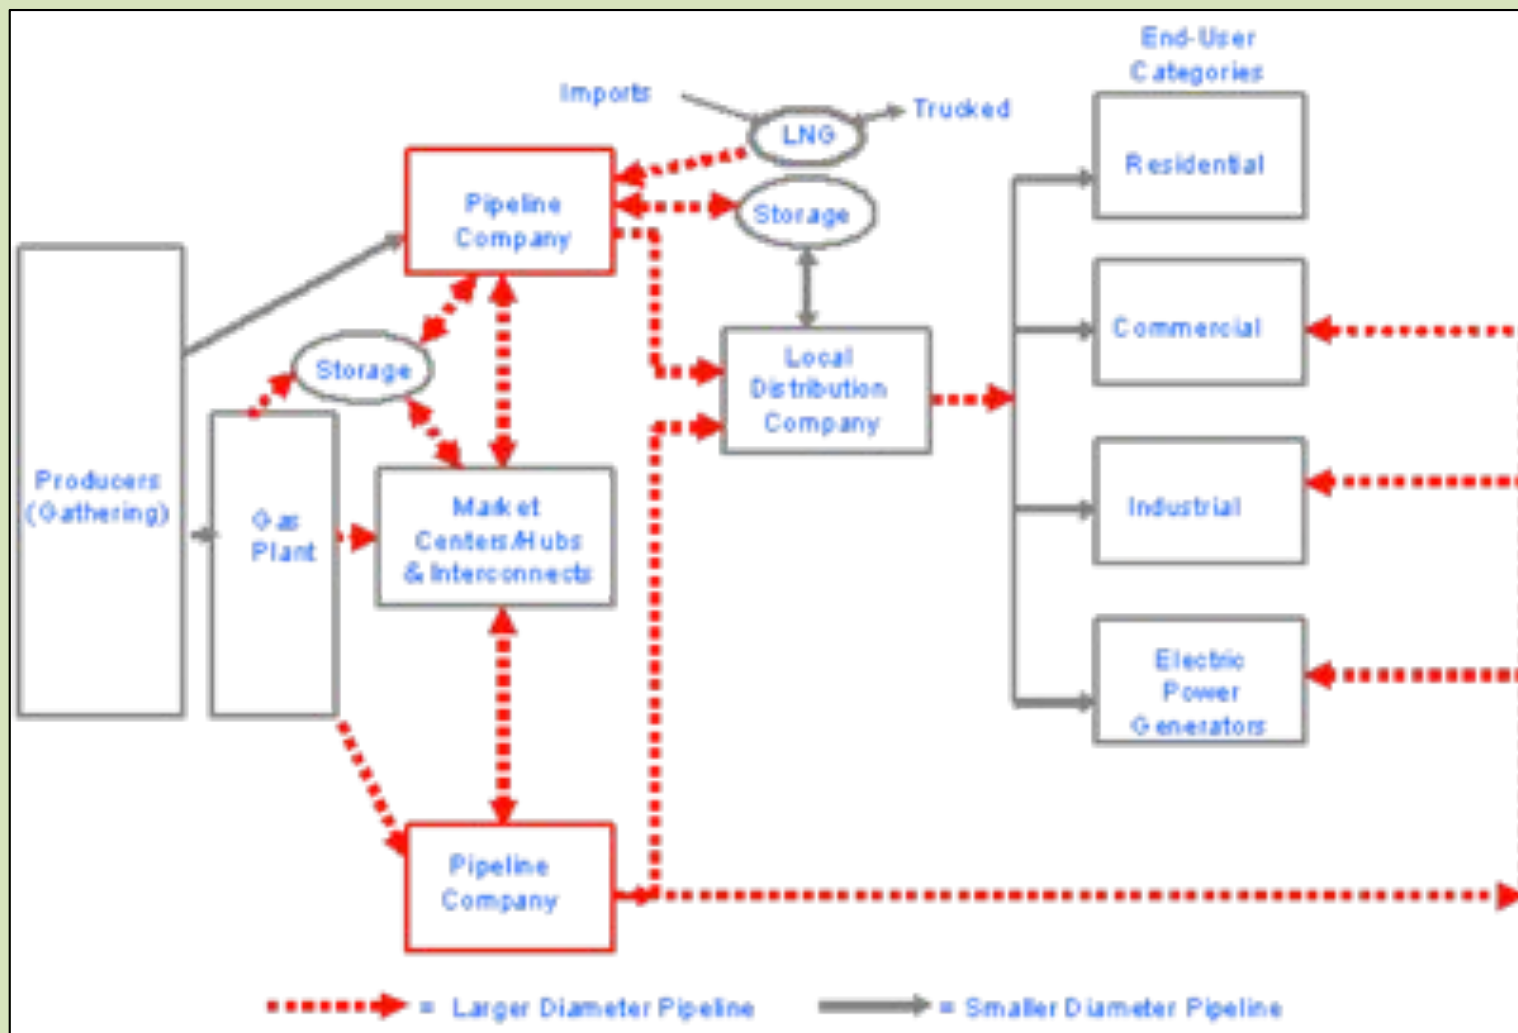 End-User
Categories
Imports
LNG
Trucked
Residential
Pipeline
Company
Storage
Commercial
Local
Distribution
Company
Storage
Producers
(Gathering)
Gas
Plant
Market
Centers/Hubs
& Interconnects
Industrial
Electric
Power
Generators
Pipeline
Company
= Larger Diameter Pipeline
= Smaller Diameter Pipeline